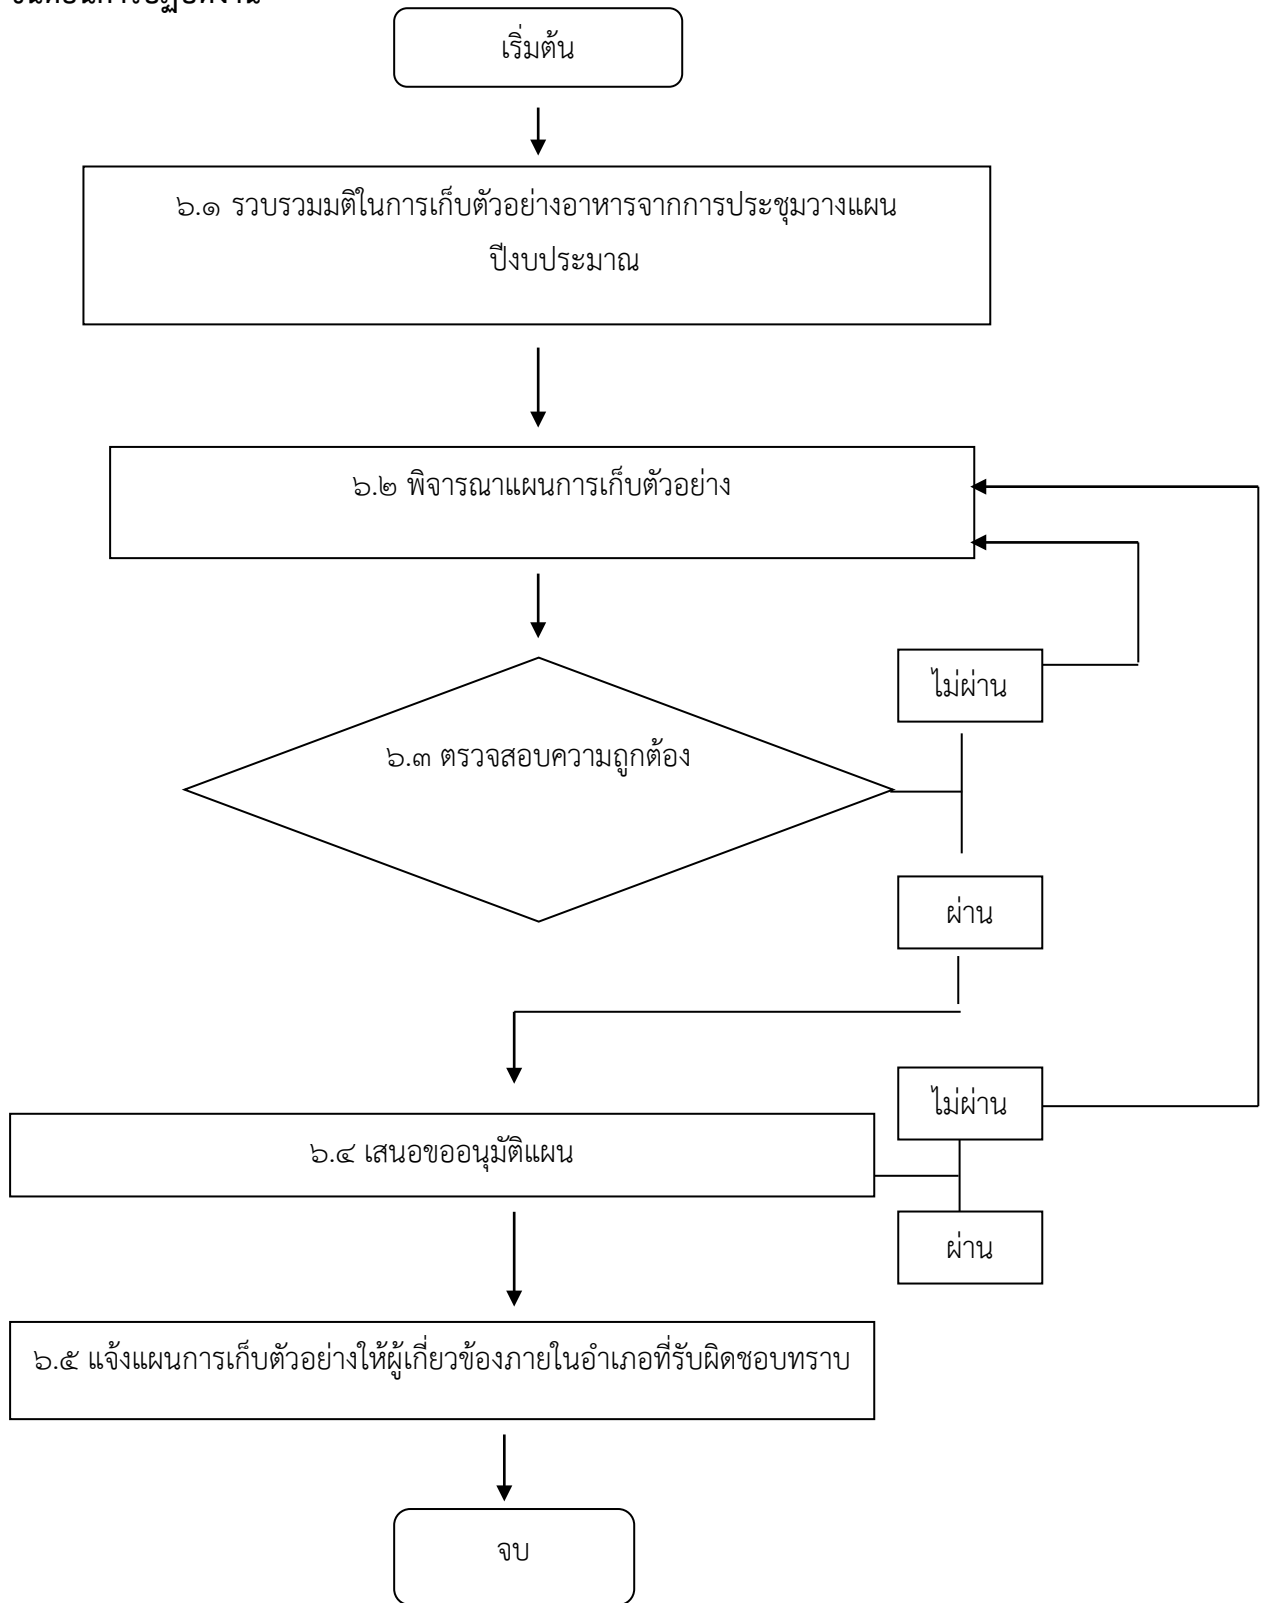 เริ่มต้น
๖.๑ รวบรวมมติในการเก็บตัวอย่างอาหารจากการประชุมวางแผน
ปีงบประมาณ
๖.๒ พิจารณาแผนการเก็บตัวอย่าง
ไม่ผ่าน
๖.๓ ตรวจสอบความถูกต้อง
ผ่าน
ไม่ผ่าน
๖.๔ เสนอขออนุมัติแผน
ผ่าน
๖.๕ แจ้งแผนการเก็บตัวอย่างให้ผู้เกี่ยวข้องภายในอำเภอที่รับผิดชอบทราบ
จบ